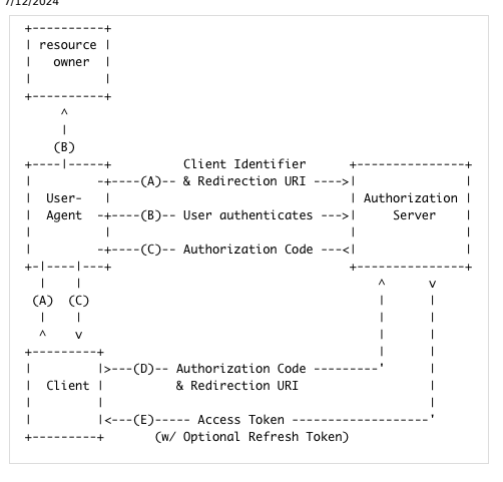 7/12/2024
+----------+
| resource |
|   owner  |
|          |
+----------+
     ^
     |
    (B)
+----|-----+          Client Identifier      +---------------+
|         -+----(A)-- & Redirection URI ---->|               |
|  User-   |                                 | Authorization |
|  Agent  -+----(B)-- User authenticates --->|     Server    |
|          |                                 |               |
|         -+----(C)-- Authorization Code ---<|               |
+-|----|---+                                 +---------------+
  |    |                                         ^      v
 (A)  (C)                                        |      |
  |    |                                         |      |
  ^    v                                         |      |
+---------+                                      |      |
|         |>---(D)-- Authorization Code ---------'      |
|  Client |          & Redirection URI                  |
|         |                                             |
|         |<---(E)----- Access Token -------------------'
+---------+       (w/ Optional Refresh Token)